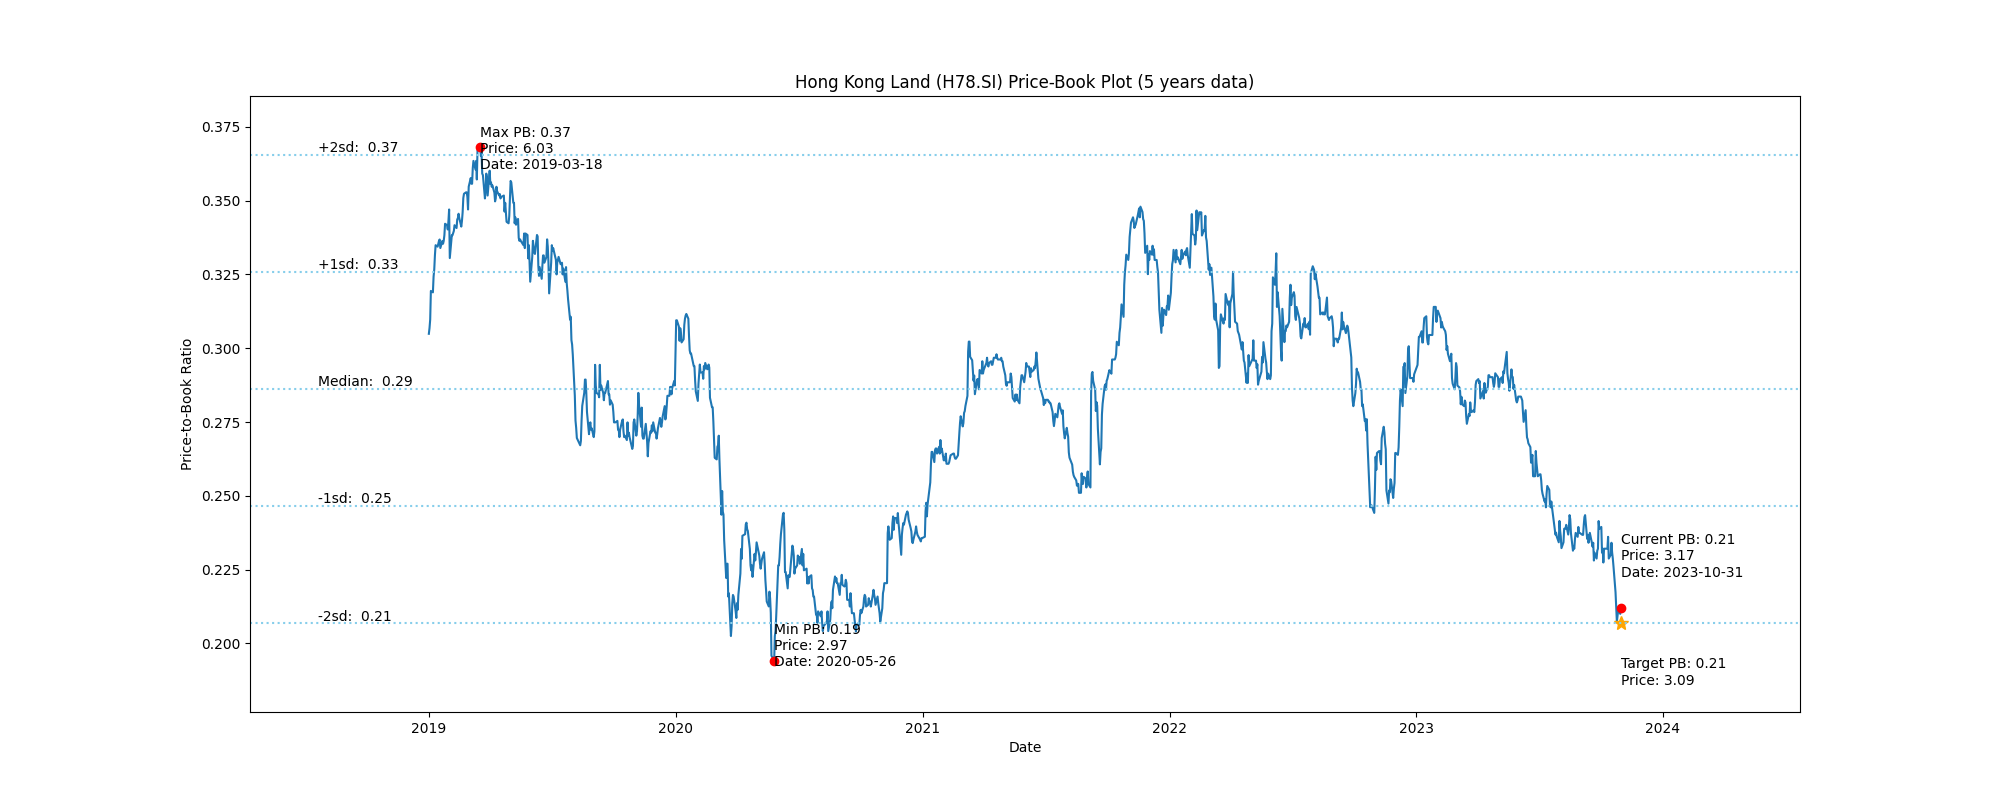 Hong Kong Land (H78.SI) Price-Book Plot (5 years data)
Price-to-Book Ratio
0.375
0.350
0.325
0.300
0.275
0.250
0.225
0.200
+2sd: 0.37
+1sd: 0.33
Median: 0.29
-1sd: 0.25
-2sd: 0.21
Max PB: 0.37
Price: 6.03
Date: 2019-03-18
Min PB: 0.19
Price: 2.97
Date: 2020-05-26
Current PB: 0.21
Price: 3.17
Date: 2023-10-31
Target PB: 0.21
Price: 3.09
2019
2020
2021
2022
2023
2024
Date